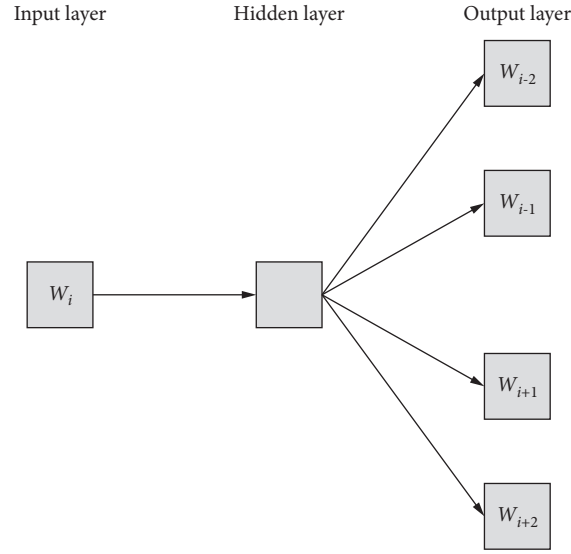 Input layer Hidden layer Output layer
W_{i-2}
W_{i-1}
W_i
W_{i+1}
W_{i+2}